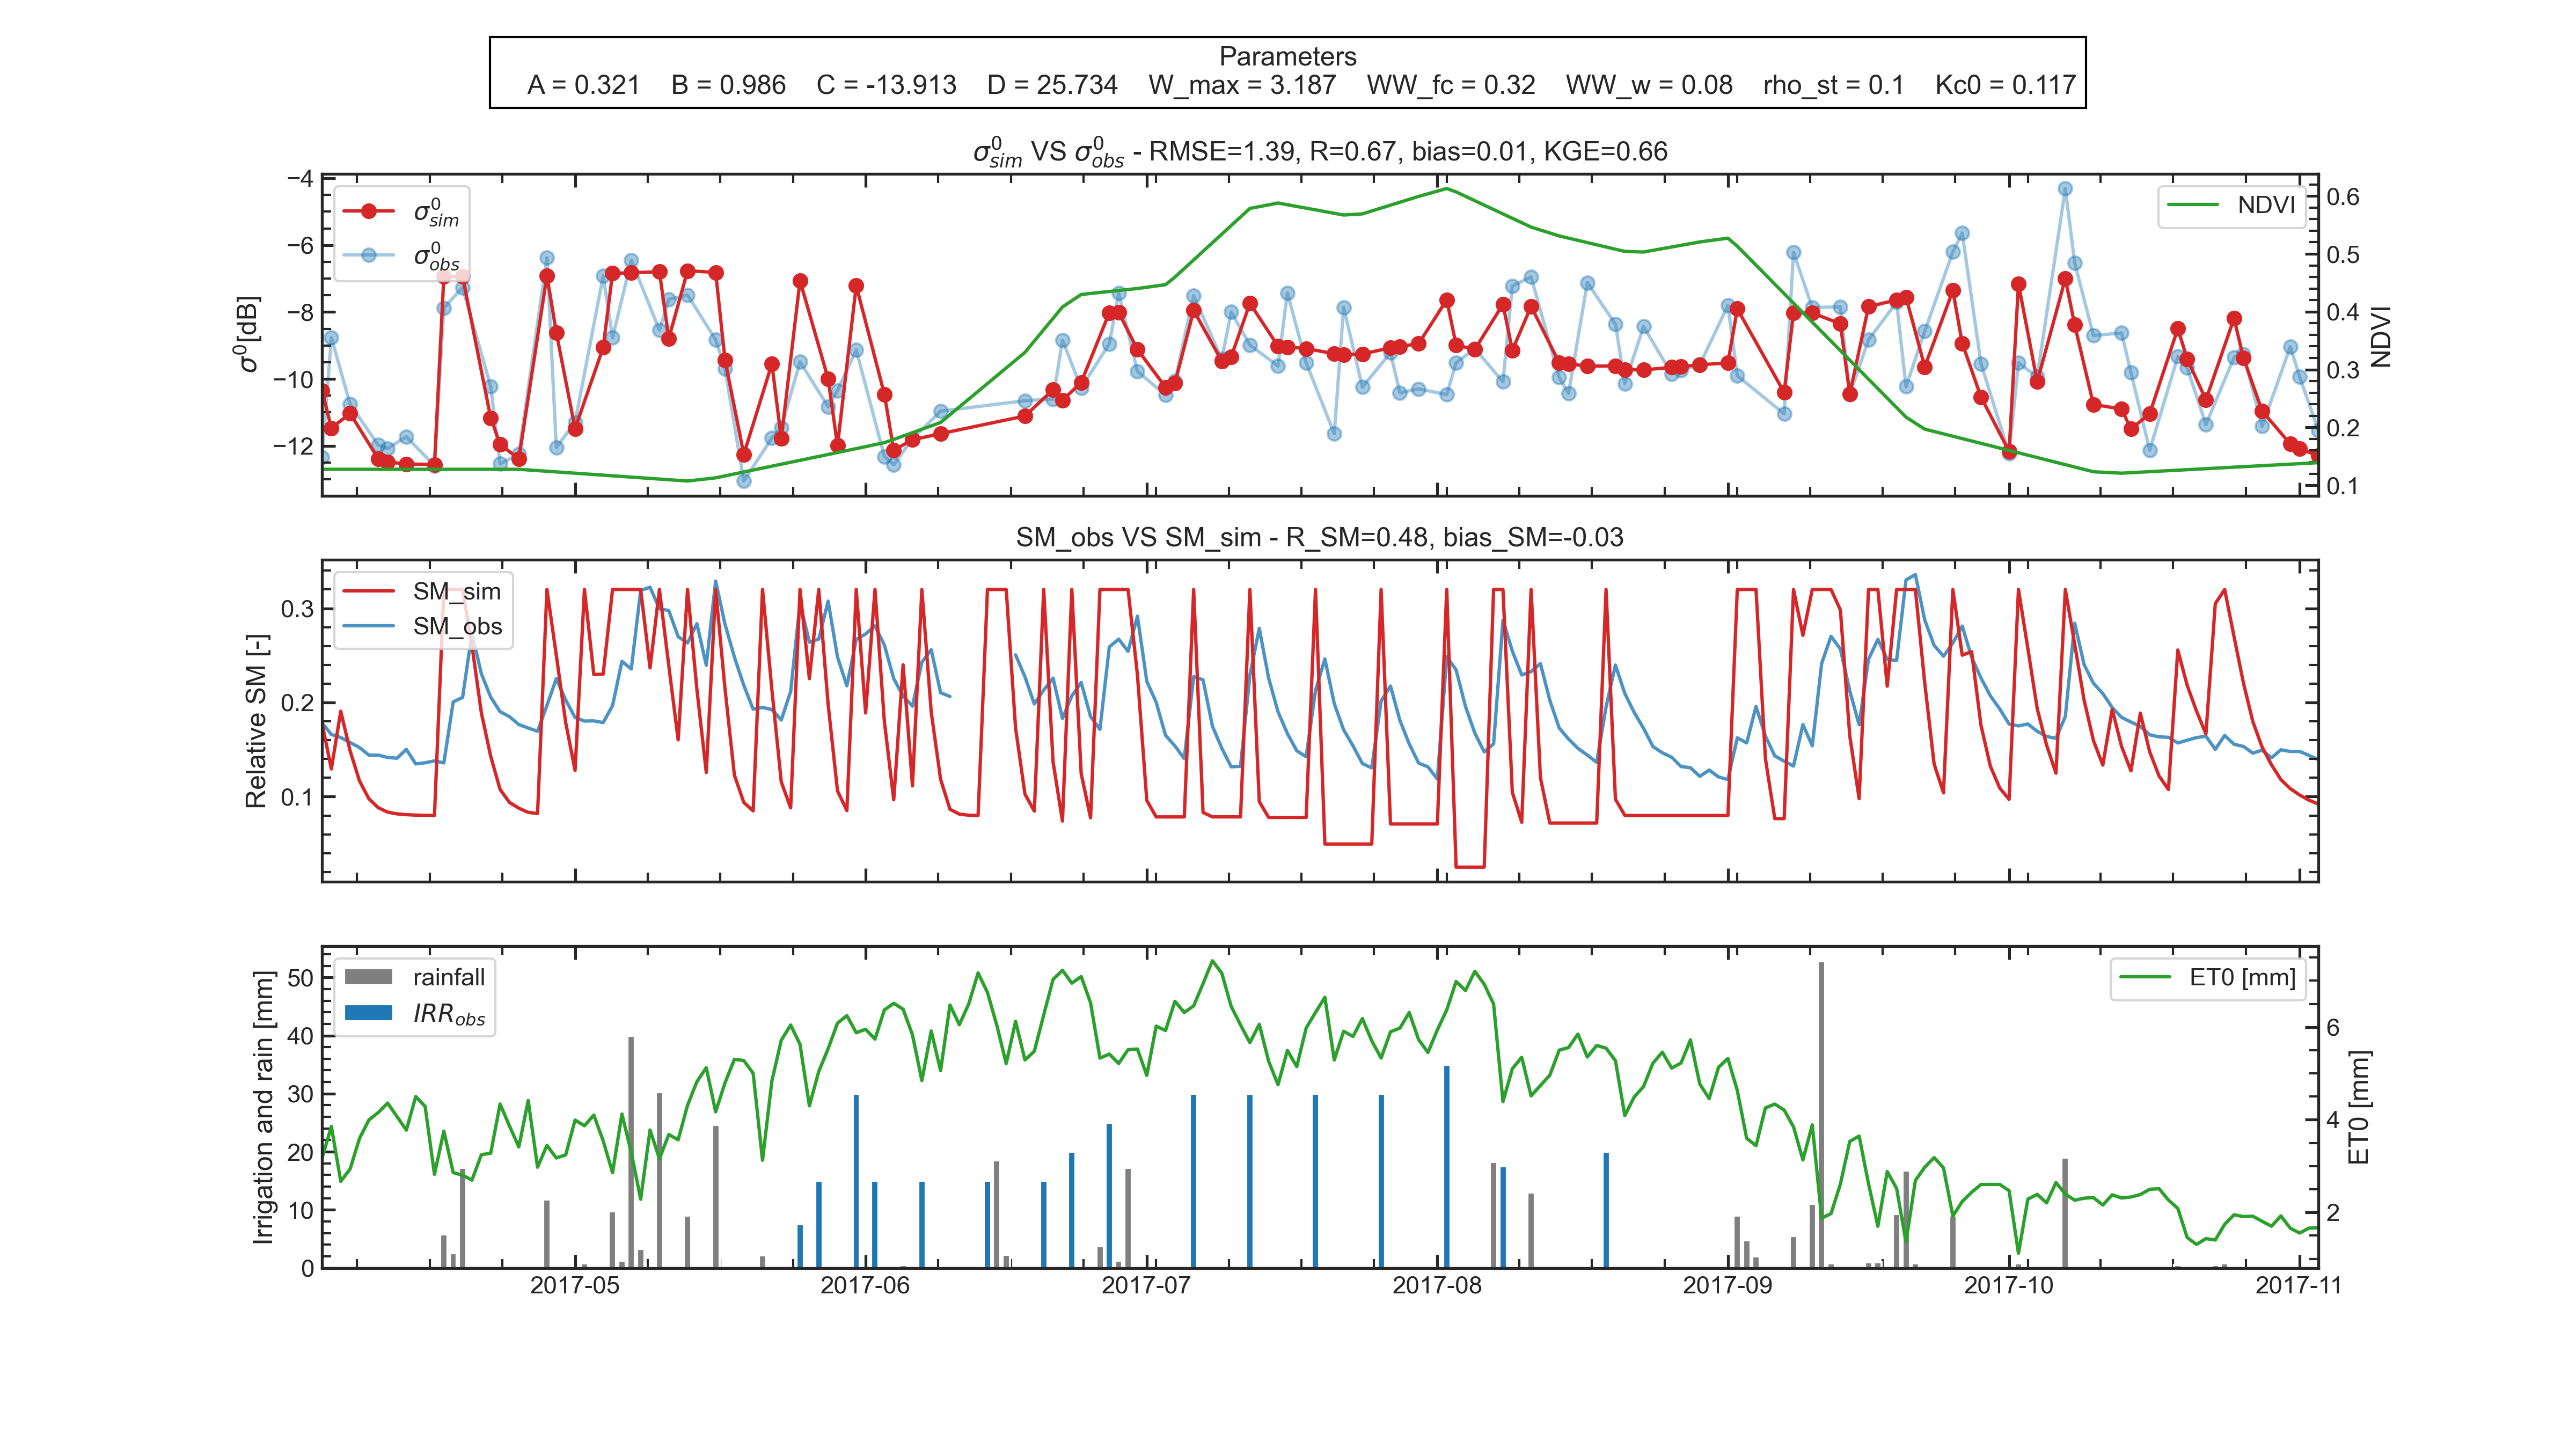 Parameters
A = 0.321 B = 0.986 C = -13.913 D = 25.734 W_max = 3.187 WW_fc = 0.32 WW_w = 0.08 rho_st = 0.1 Kc0 = 0.117
σ⁰sim VS σ⁰obs - RMSE=1.39, R=0.67, bias=0.01, KGE=0.66
σ⁰sim
σ⁰obs
NDVI
σ⁰[dB]
−4
−6
−8
−10
−12
0.6
0.5
0.4
0.3
0.2
0.1
NDVI
SM_obs VS SM_sim - R_SM=0.48, bias_SM=-0.03
SM_sim
SM_obs
Relative SM [-]
0.3
0.2
0.1
rainfall
IRRobs
ET0 [mm]
Irrigation and rain [mm]
50
40
30
20
10
0
6
4
2
ET0 [mm]
2017-05 2017-06 2017-07 2017-08 2017-09 2017-10 2017-11